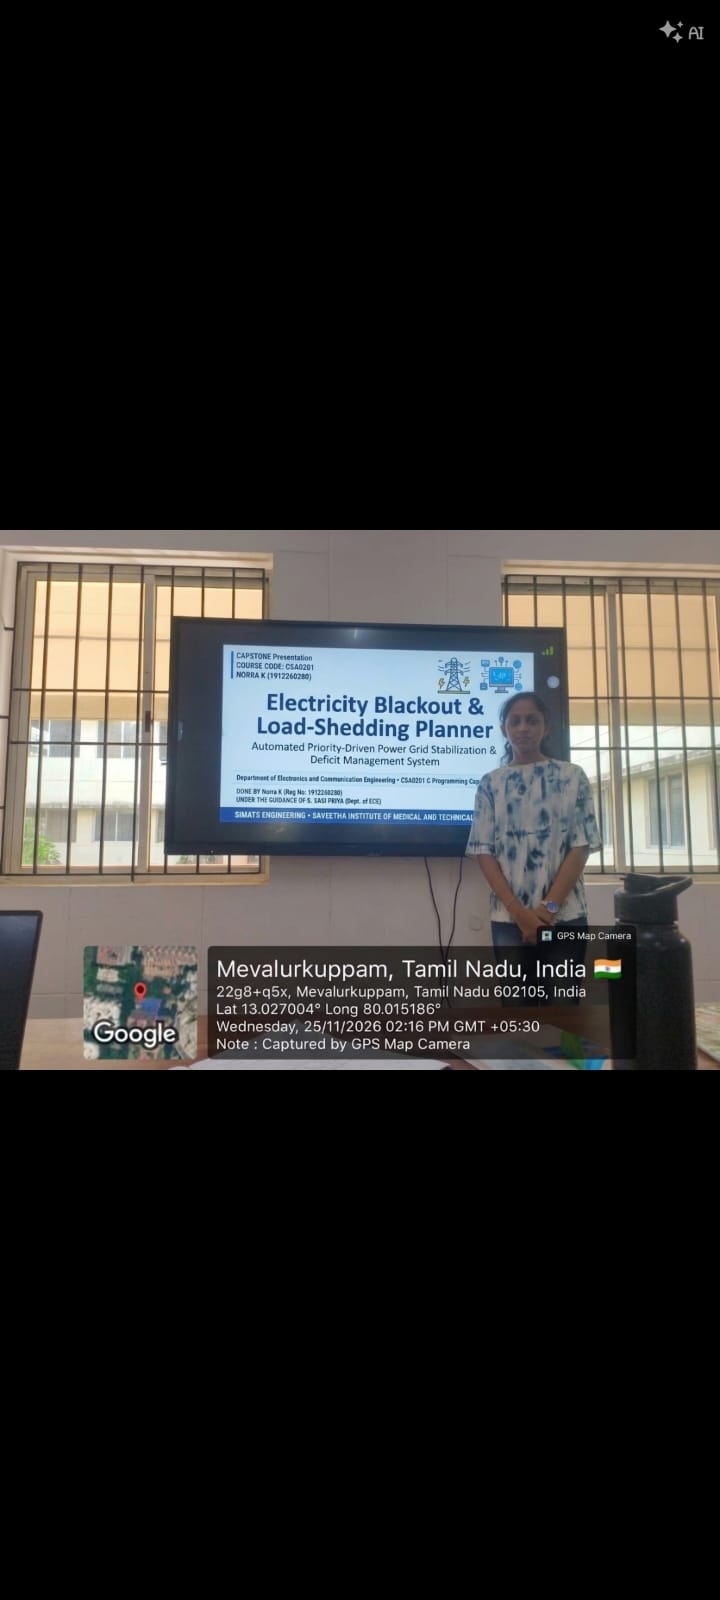 AI
CAPSTONE Presentation
COURSE CODE: CSA0201
NORRA K (1912260280)
Electricity Blackout &
Load-Shedding Planner
Automated Priority-Driven Power Grid Stabilization &
Deficit Management System
Department of Electronics and Communication Engineering • CSA0201 C Programming Cap
DONE BY Norra K (Reg No: 1912260280)
UNDER THE GUIDANCE OF S. SASI PRIYA (Dept. of ECE)
SIMATS ENGINEERING • SAVEETHA INSTITUTE OF MEDICAL AND TECHNICAL
GPS Map Camera
Mevalurkuppam, Tamil Nadu, India
22g8+q5x, Mevalurkuppam, Tamil Nadu 602105, India
Lat 13.027004° Long 80.015186°
Wednesday, 25/11/2026 02:16 PM GMT +05:30
Note : Captured by GPS Map Camera
Google